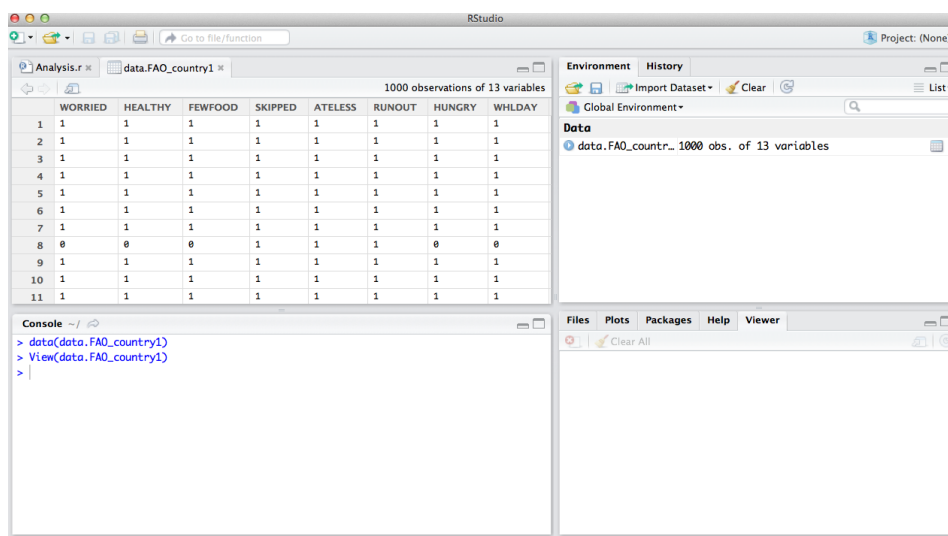 RStudio
Go to file/function
Project: (None
Analysis.r
data.FAO_country1
1000 observations of 13 variables
WORRIED HEALTHY FEWFOOD SKIPPED ATELESS RUNOUT HUNGRY WHLDAY
1 1 1 1 1 1 1 1 1
2 1 1 1 1 1 1 1 1
3 1 1 1 1 1 1 1 1
4 1 1 1 1 1 1 1 1
5 1 1 1 1 1 1 1 1
6 1 1 1 1 1 1 1 1
7 1 1 1 1 1 1 1 1
8 0 0 0 1 1 1 0 0
9 1 1 1 1 1 1 1 1
10 1 1 1 1 1 1 1 1
11 1 1 1 1 1 1 1 1
Environment History
Import Dataset Clear List
Global Environment
Data
data.FAO_countr… 1000 obs. of 13 variables
Console ~/
> data(data.FAO_country1)
> View(data.FAO_country1)
>
Files Plots Packages Help Viewer
Clear All